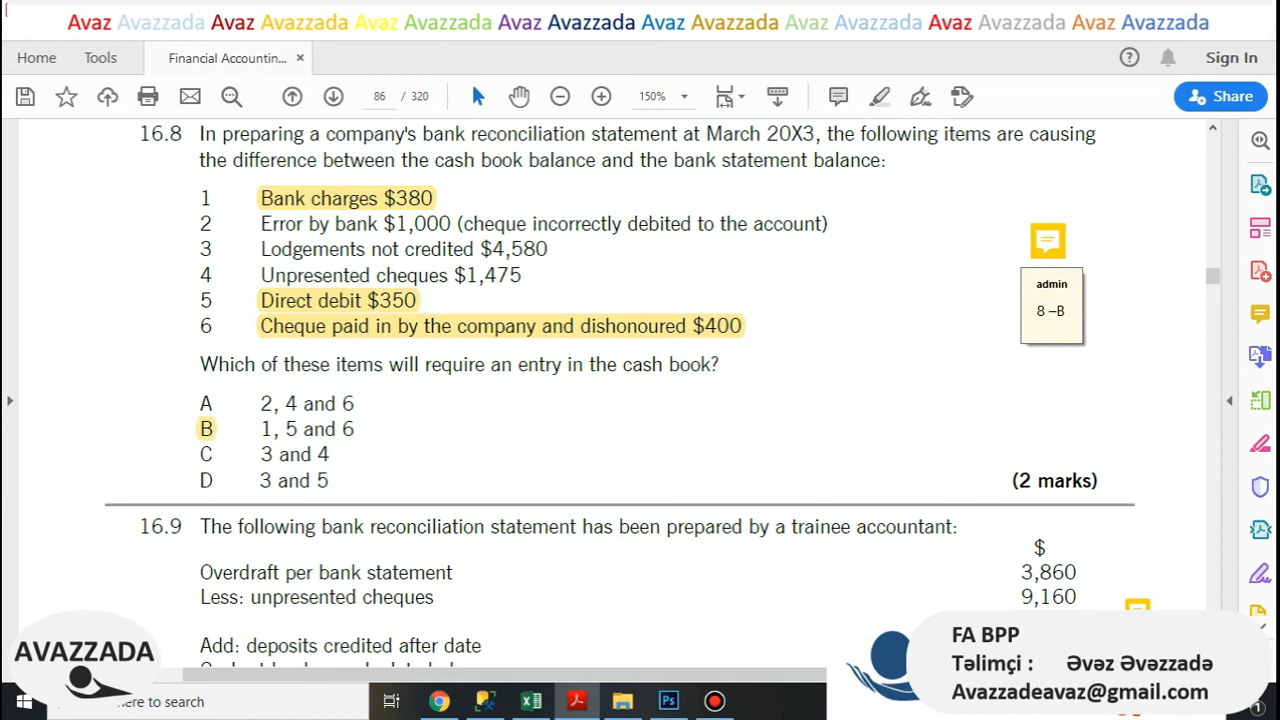 Avaz Avazzada Avaz Avazzada Avaz Avazzada Avaz Avazzada Avaz Avazzada Avaz Avazzada Avaz Avazzada Avaz Avazzada
Home Tools Financial Accountin... × Sign In
86 / 320 150% Share
16.8 In preparing a company's bank reconciliation statement at March 20X3, the following items are causing
the difference between the cash book balance and the bank statement balance:
1 Bank charges $380
2 Error by bank $1,000 (cheque incorrectly debited to the account)
3 Lodgements not credited $4,580
4 Unpresented cheques $1,475
5 Direct debit $350
6 Cheque paid in by the company and dishonoured $400
admin
8 –B
Which of these items will require an entry in the cash book?
A 2, 4 and 6
B 1, 5 and 6
C 3 and 4
D 3 and 5 (2 marks)
16.9 The following bank reconciliation statement has been prepared by a trainee accountant:
$
Overdraft per bank statement 3,860
Less: unpresented cheques 9,160
Add: deposits credited after date
AVAZZADA
FA BPP
Təlimçi : Əvəz Əvəzzadə
Avazzadeavaz@gmail.com
here to search
Ps
1